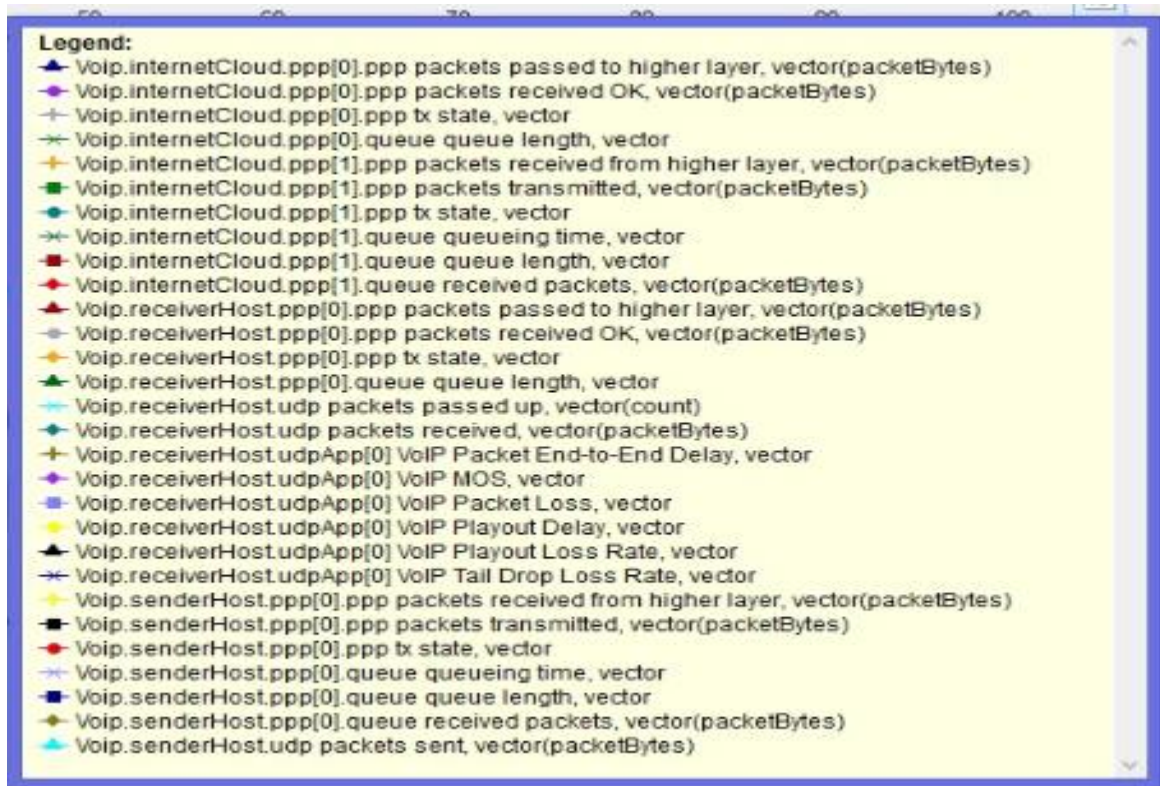 50 60 70 80 90 100
Legend:
Voip.internetCloud.ppp[0].ppp packets passed to higher layer, vector(packetBytes)
Voip.internetCloud.ppp[0].ppp packets received OK, vector(packetBytes)
Voip.internetCloud.ppp[0].ppp tx state, vector
Voip.internetCloud.ppp[0].queue queue length, vector
Voip.internetCloud.ppp[1].ppp packets received from higher layer, vector(packetBytes)
Voip.internetCloud.ppp[1].ppp packets transmitted, vector(packetBytes)
Voip.internetCloud.ppp[1].ppp tx state, vector
Voip.internetCloud.ppp[1].queue queueing time, vector
Voip.internetCloud.ppp[1].queue queue length, vector
Voip.internetCloud.ppp[1].queue received packets, vector(packetBytes)
Voip.receiverHost.ppp[0].ppp packets passed to higher layer, vector(packetBytes)
Voip.receiverHost.ppp[0].ppp packets received OK, vector(packetBytes)
Voip.receiverHost.ppp[0].ppp tx state, vector
Voip.receiverHost.ppp[0].queue queue length, vector
Voip.receiverHost.udp packets passed up, vector(count)
Voip.receiverHost.udp packets received, vector(packetBytes)
Voip.receiverHost.udpApp[0] VoIP Packet End-to-End Delay, vector
Voip.receiverHost.udpApp[0] VoIP MOS, vector
Voip.receiverHost.udpApp[0] VoIP Packet Loss, vector
Voip.receiverHost.udpApp[0] VoIP Playout Delay, vector
Voip.receiverHost.udpApp[0] VoIP Playout Loss Rate, vector
Voip.receiverHost.udpApp[0] VoIP Tail Drop Loss Rate, vector
Voip.senderHost.ppp[0].ppp packets received from higher layer, vector(packetBytes)
Voip.senderHost.ppp[0].ppp packets transmitted, vector(packetBytes)
Voip.senderHost.ppp[0].ppp tx state, vector
Voip.senderHost.ppp[0].queue queueing time, vector
Voip.senderHost.ppp[0].queue queue length, vector
Voip.senderHost.ppp[0].queue received packets, vector(packetBytes)
Voip.senderHost.udp packets sent, vector(packetBytes)